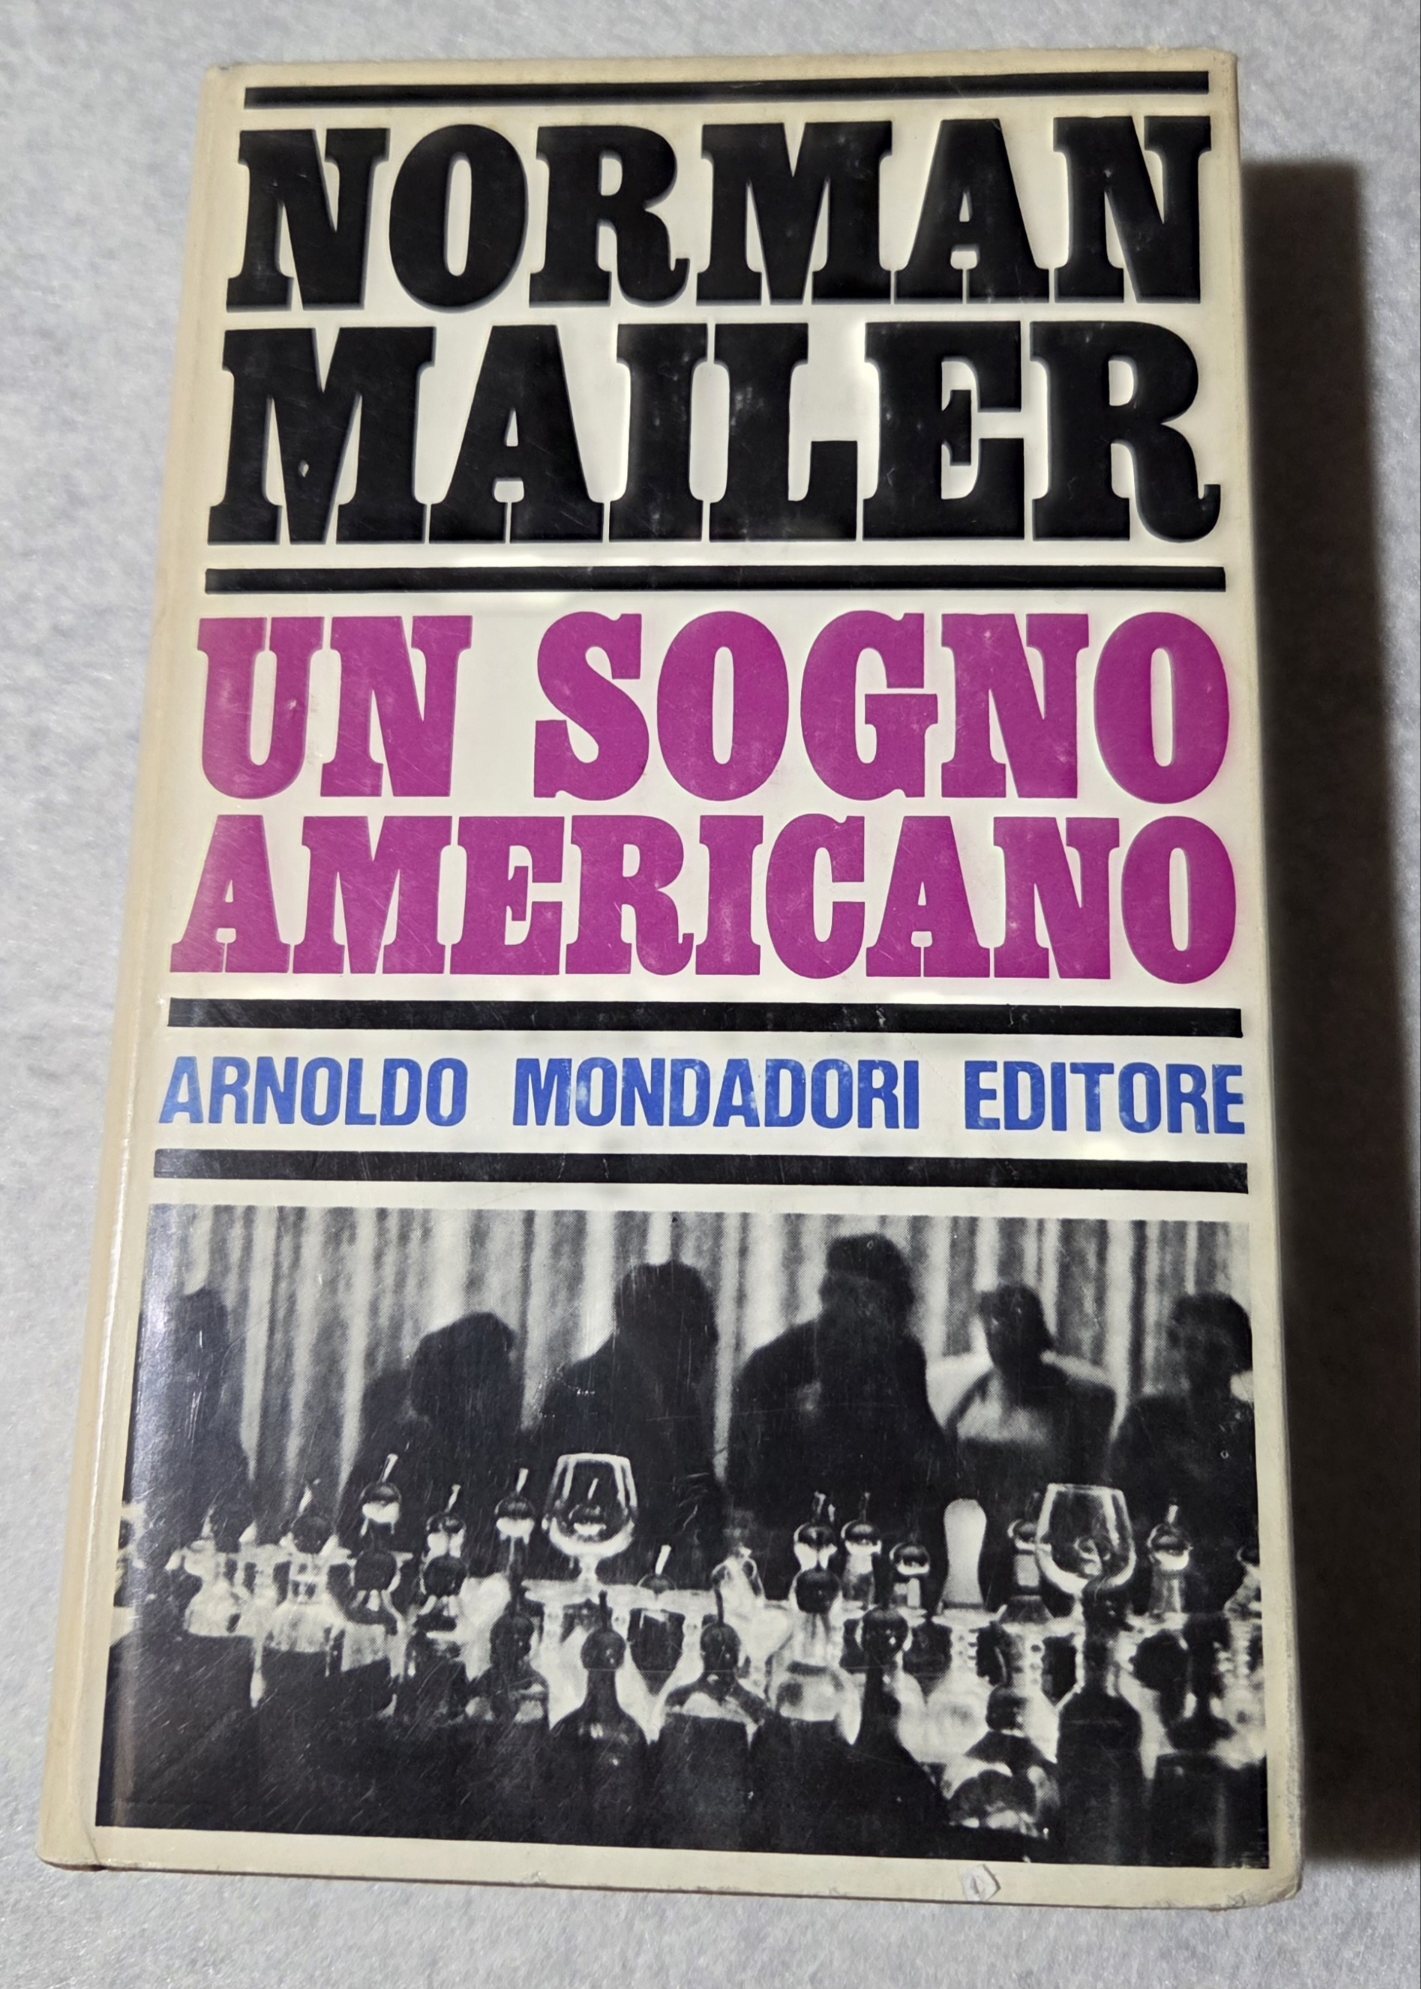 NORMAN
MAILER
UN SOGNO
AMERICANO
ARNOLDO MONDADORI EDITORE